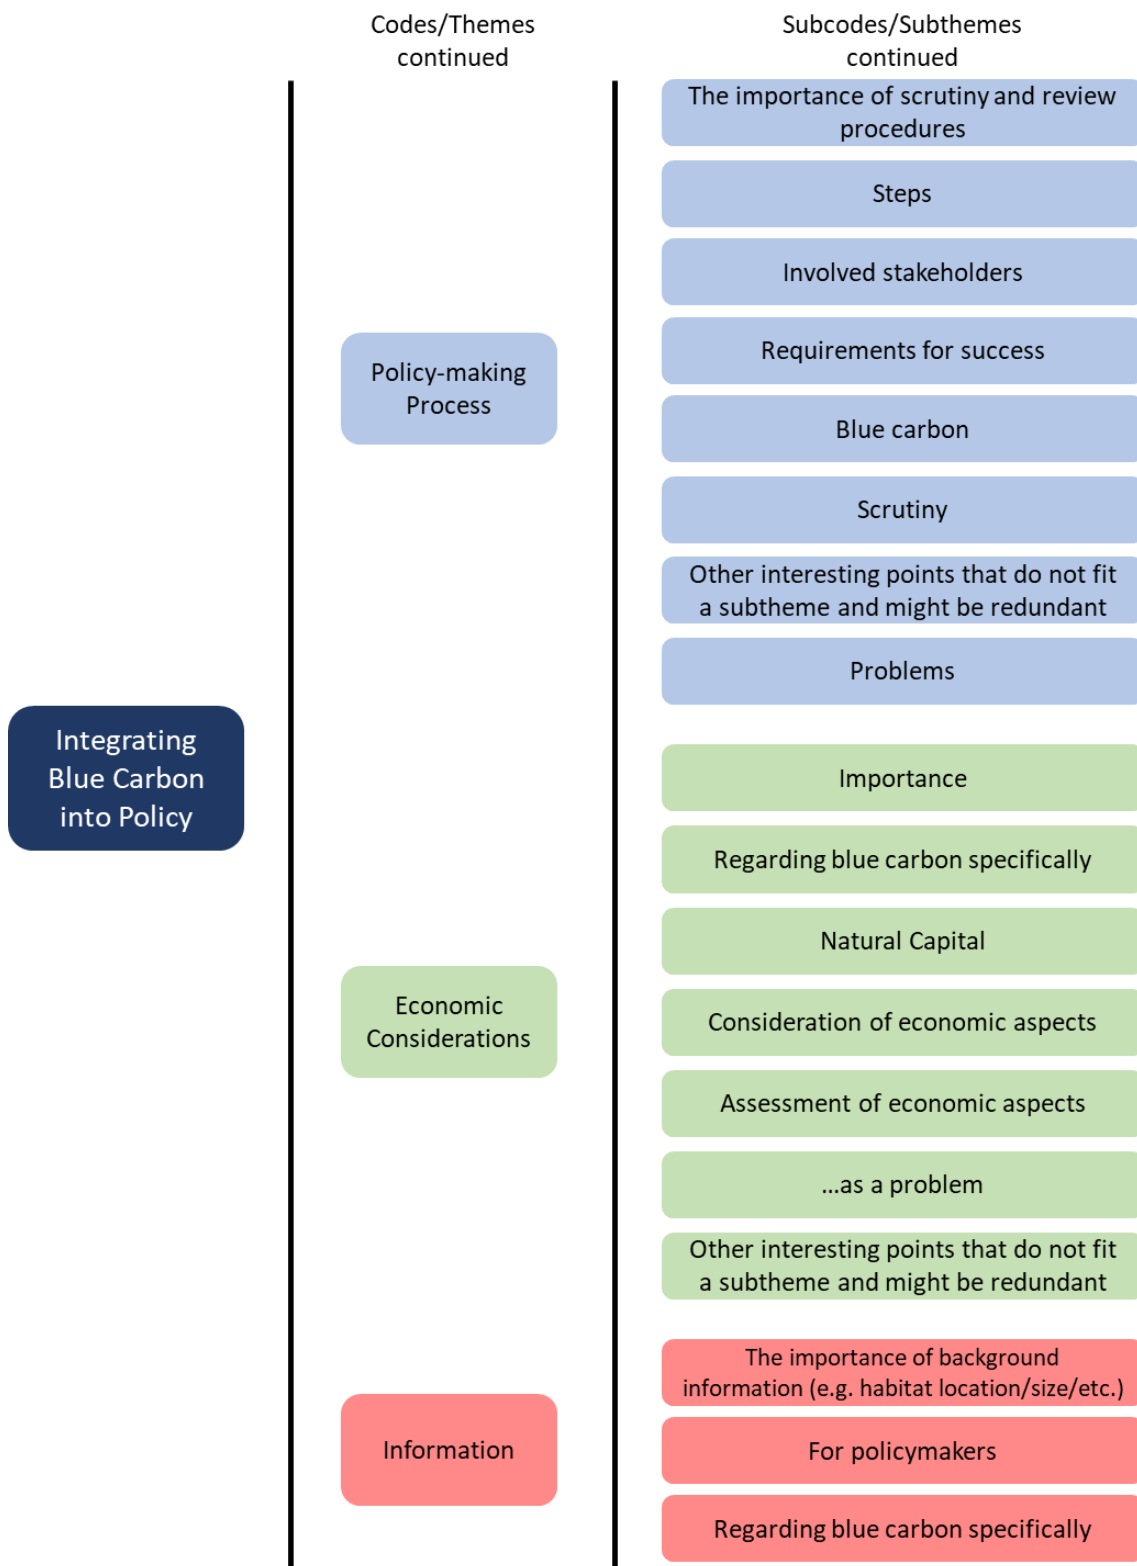 Codes/Themes
continued
Subcodes/Subthemes
continued
Integrating
Blue Carbon
into Policy
Policy-making
Process
The importance of scrutiny and review
procedures
Steps
Involved stakeholders
Requirements for success
Blue carbon
Scrutiny
Other interesting points that do not fit
a subtheme and might be redundant
Problems
Economic
Considerations
Importance
Regarding blue carbon specifically
Natural Capital
Consideration of economic aspects
Assessment of economic aspects
...as a problem
Other interesting points that do not fit
a subtheme and might be redundant
Information
The importance of background
information (e.g. habitat location/size/etc.)
For policymakers
Regarding blue carbon specifically